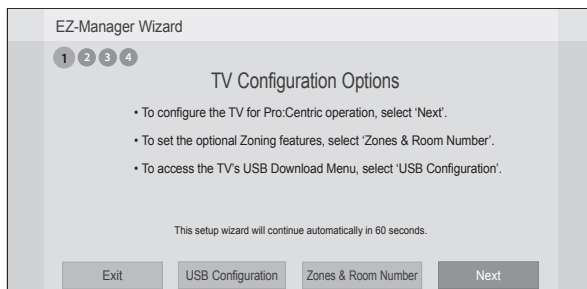 EZ-Manager Wizard
1 2 3 4
TV Configuration Options
• To configure the TV for Pro:Centric operation, select ‘Next’.
• To set the optional Zoning features, select ‘Zones & Room Number’.
• To access the TV’s USB Download Menu, select ‘USB Configuration’.
This setup wizard will continue automatically in 60 seconds.
Exit USB Configuration Zones & Room Number Next